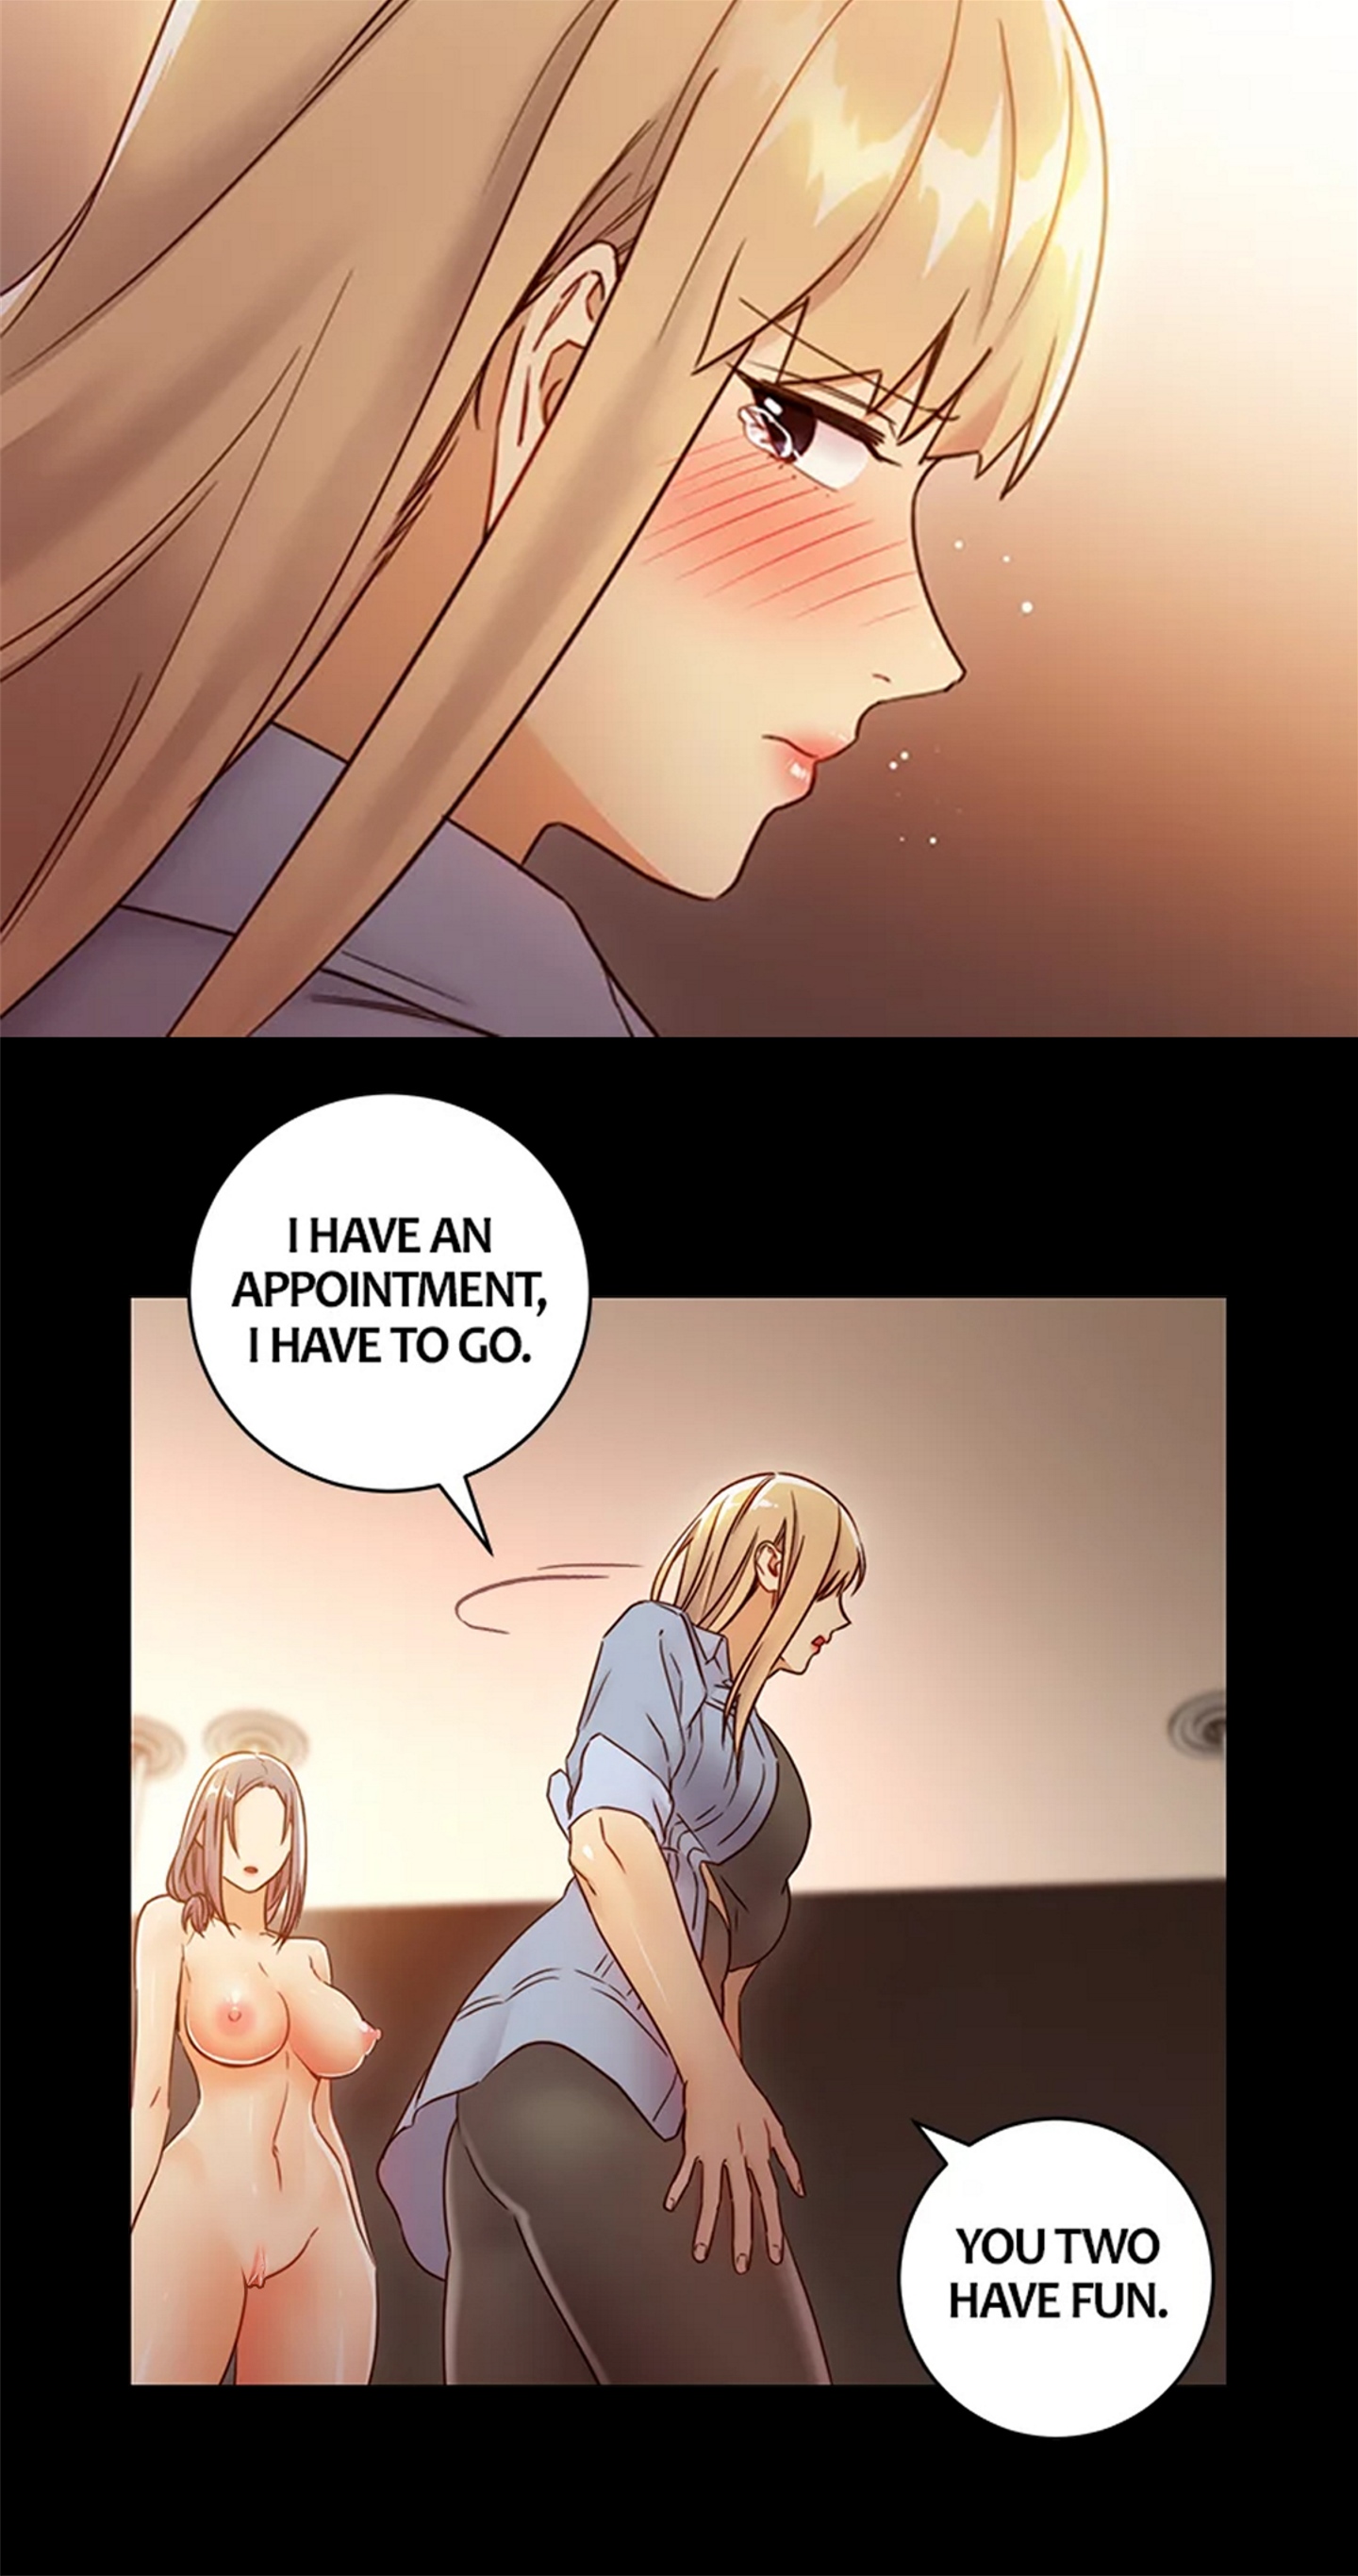 I HAVE AN
APPOINTMENT,
I HAVE TO GO.
YOU TWO
HAVE FUN.